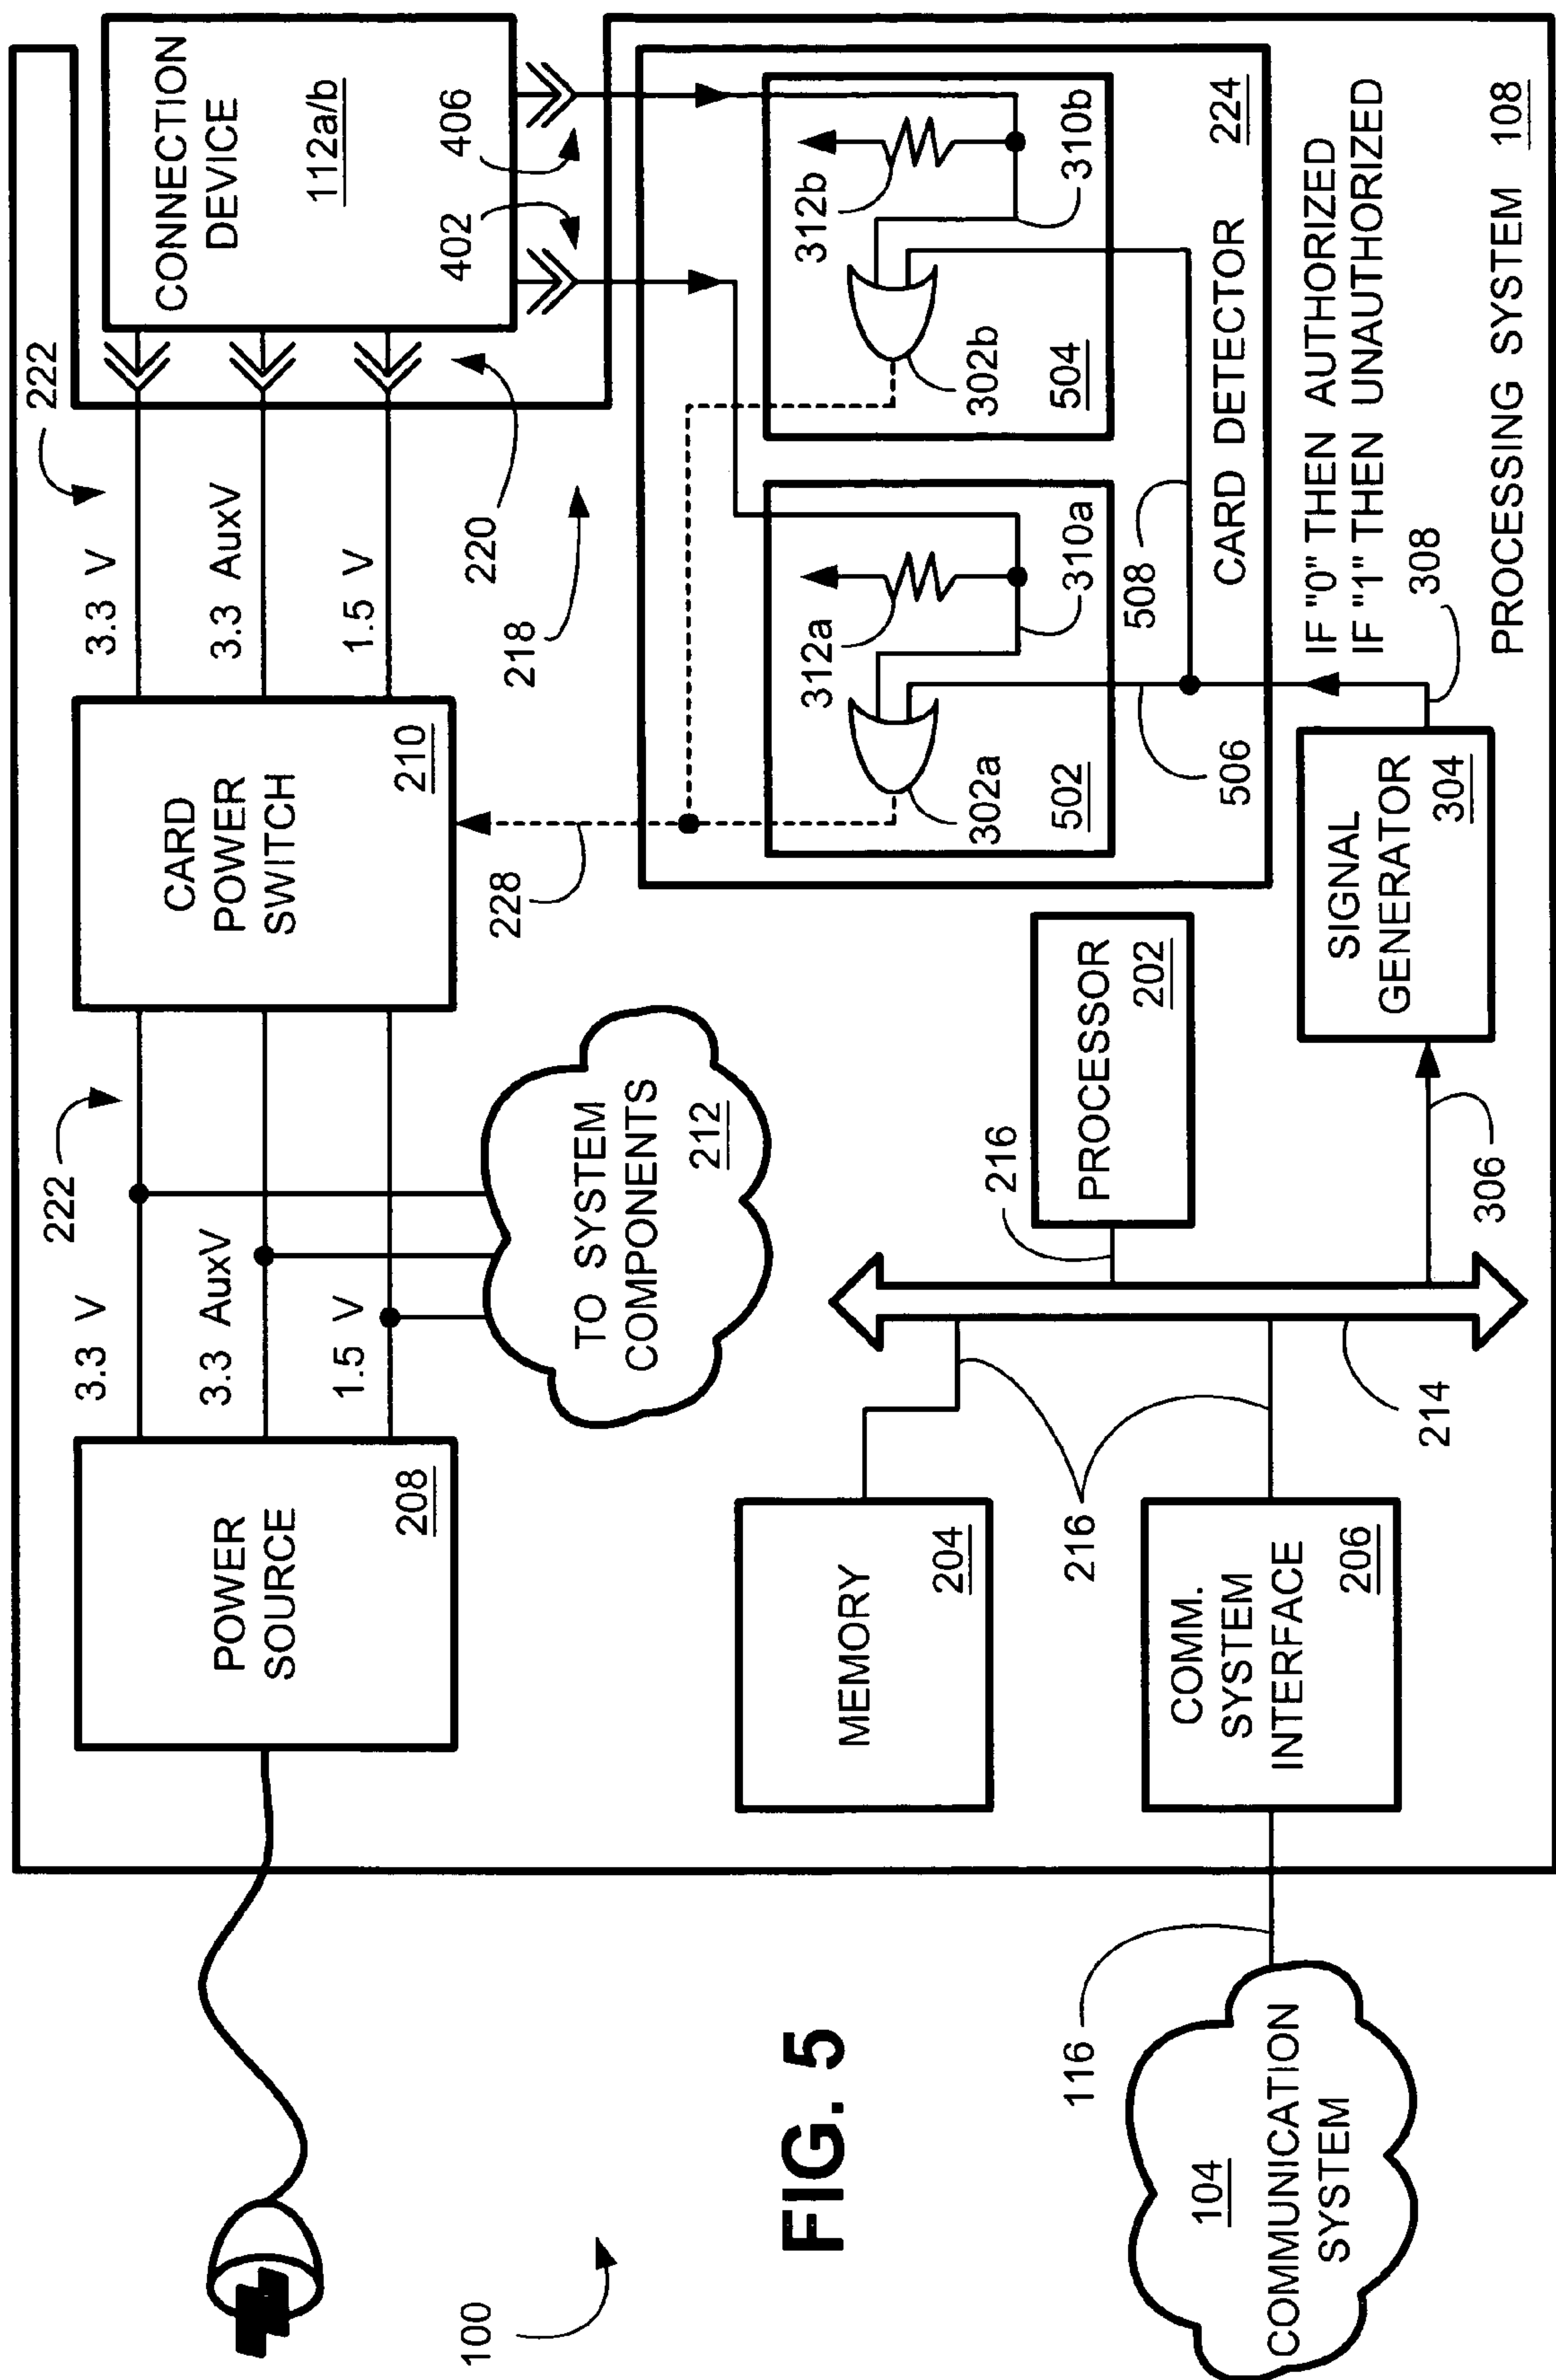 100
FIG. 5
3.3 V
222
3.3 V
222
3.3 AuxV
3.3 AuxV
1.5 V
1.5 V
220
218
POWER
SOURCE
208
CARD
POWER
SWITCH
210
CONNECTION
DEVICE
112a/b
402
406
TO SYSTEM
COMPONENTS
212
228
MEMORY
204
216
216
PROCESSOR
202
312a
312b
302a
310a
302b
310b
502
504
506
508
CARD DETECTOR 224
116
COMM.
SYSTEM
INTERFACE
206
214
306
SIGNAL
GENERATOR
304
308
IF "0" THEN AUTHORIZED
IF "1" THEN UNAUTHORIZED
104
COMMUNICATION
SYSTEM
PROCESSING SYSTEM 108